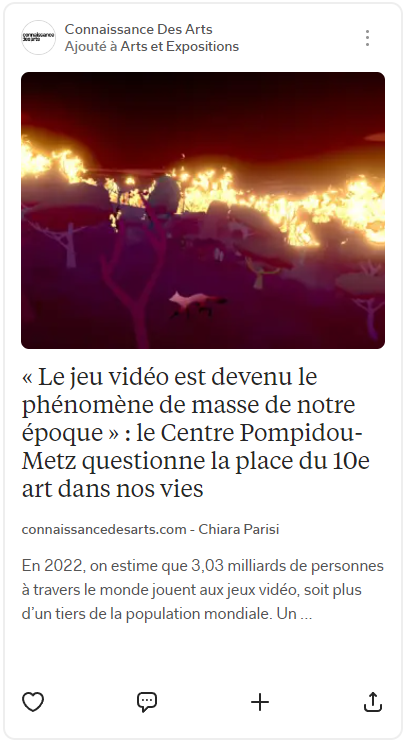 connaissance
desarts
Connaissance Des Arts
Ajouté à Arts et Expositions
« Le jeu vidéo est devenu le
phénomène de masse de notre
époque » : le Centre Pompidou-
Metz questionne la place du 10e
art dans nos vies
connaissancedesarts.com - Chiara Parisi
En 2022, on estime que 3,03 milliards de personnes
à travers le monde jouent aux jeux vidéo, soit plus
d’un tiers de la population mondiale. Un ...